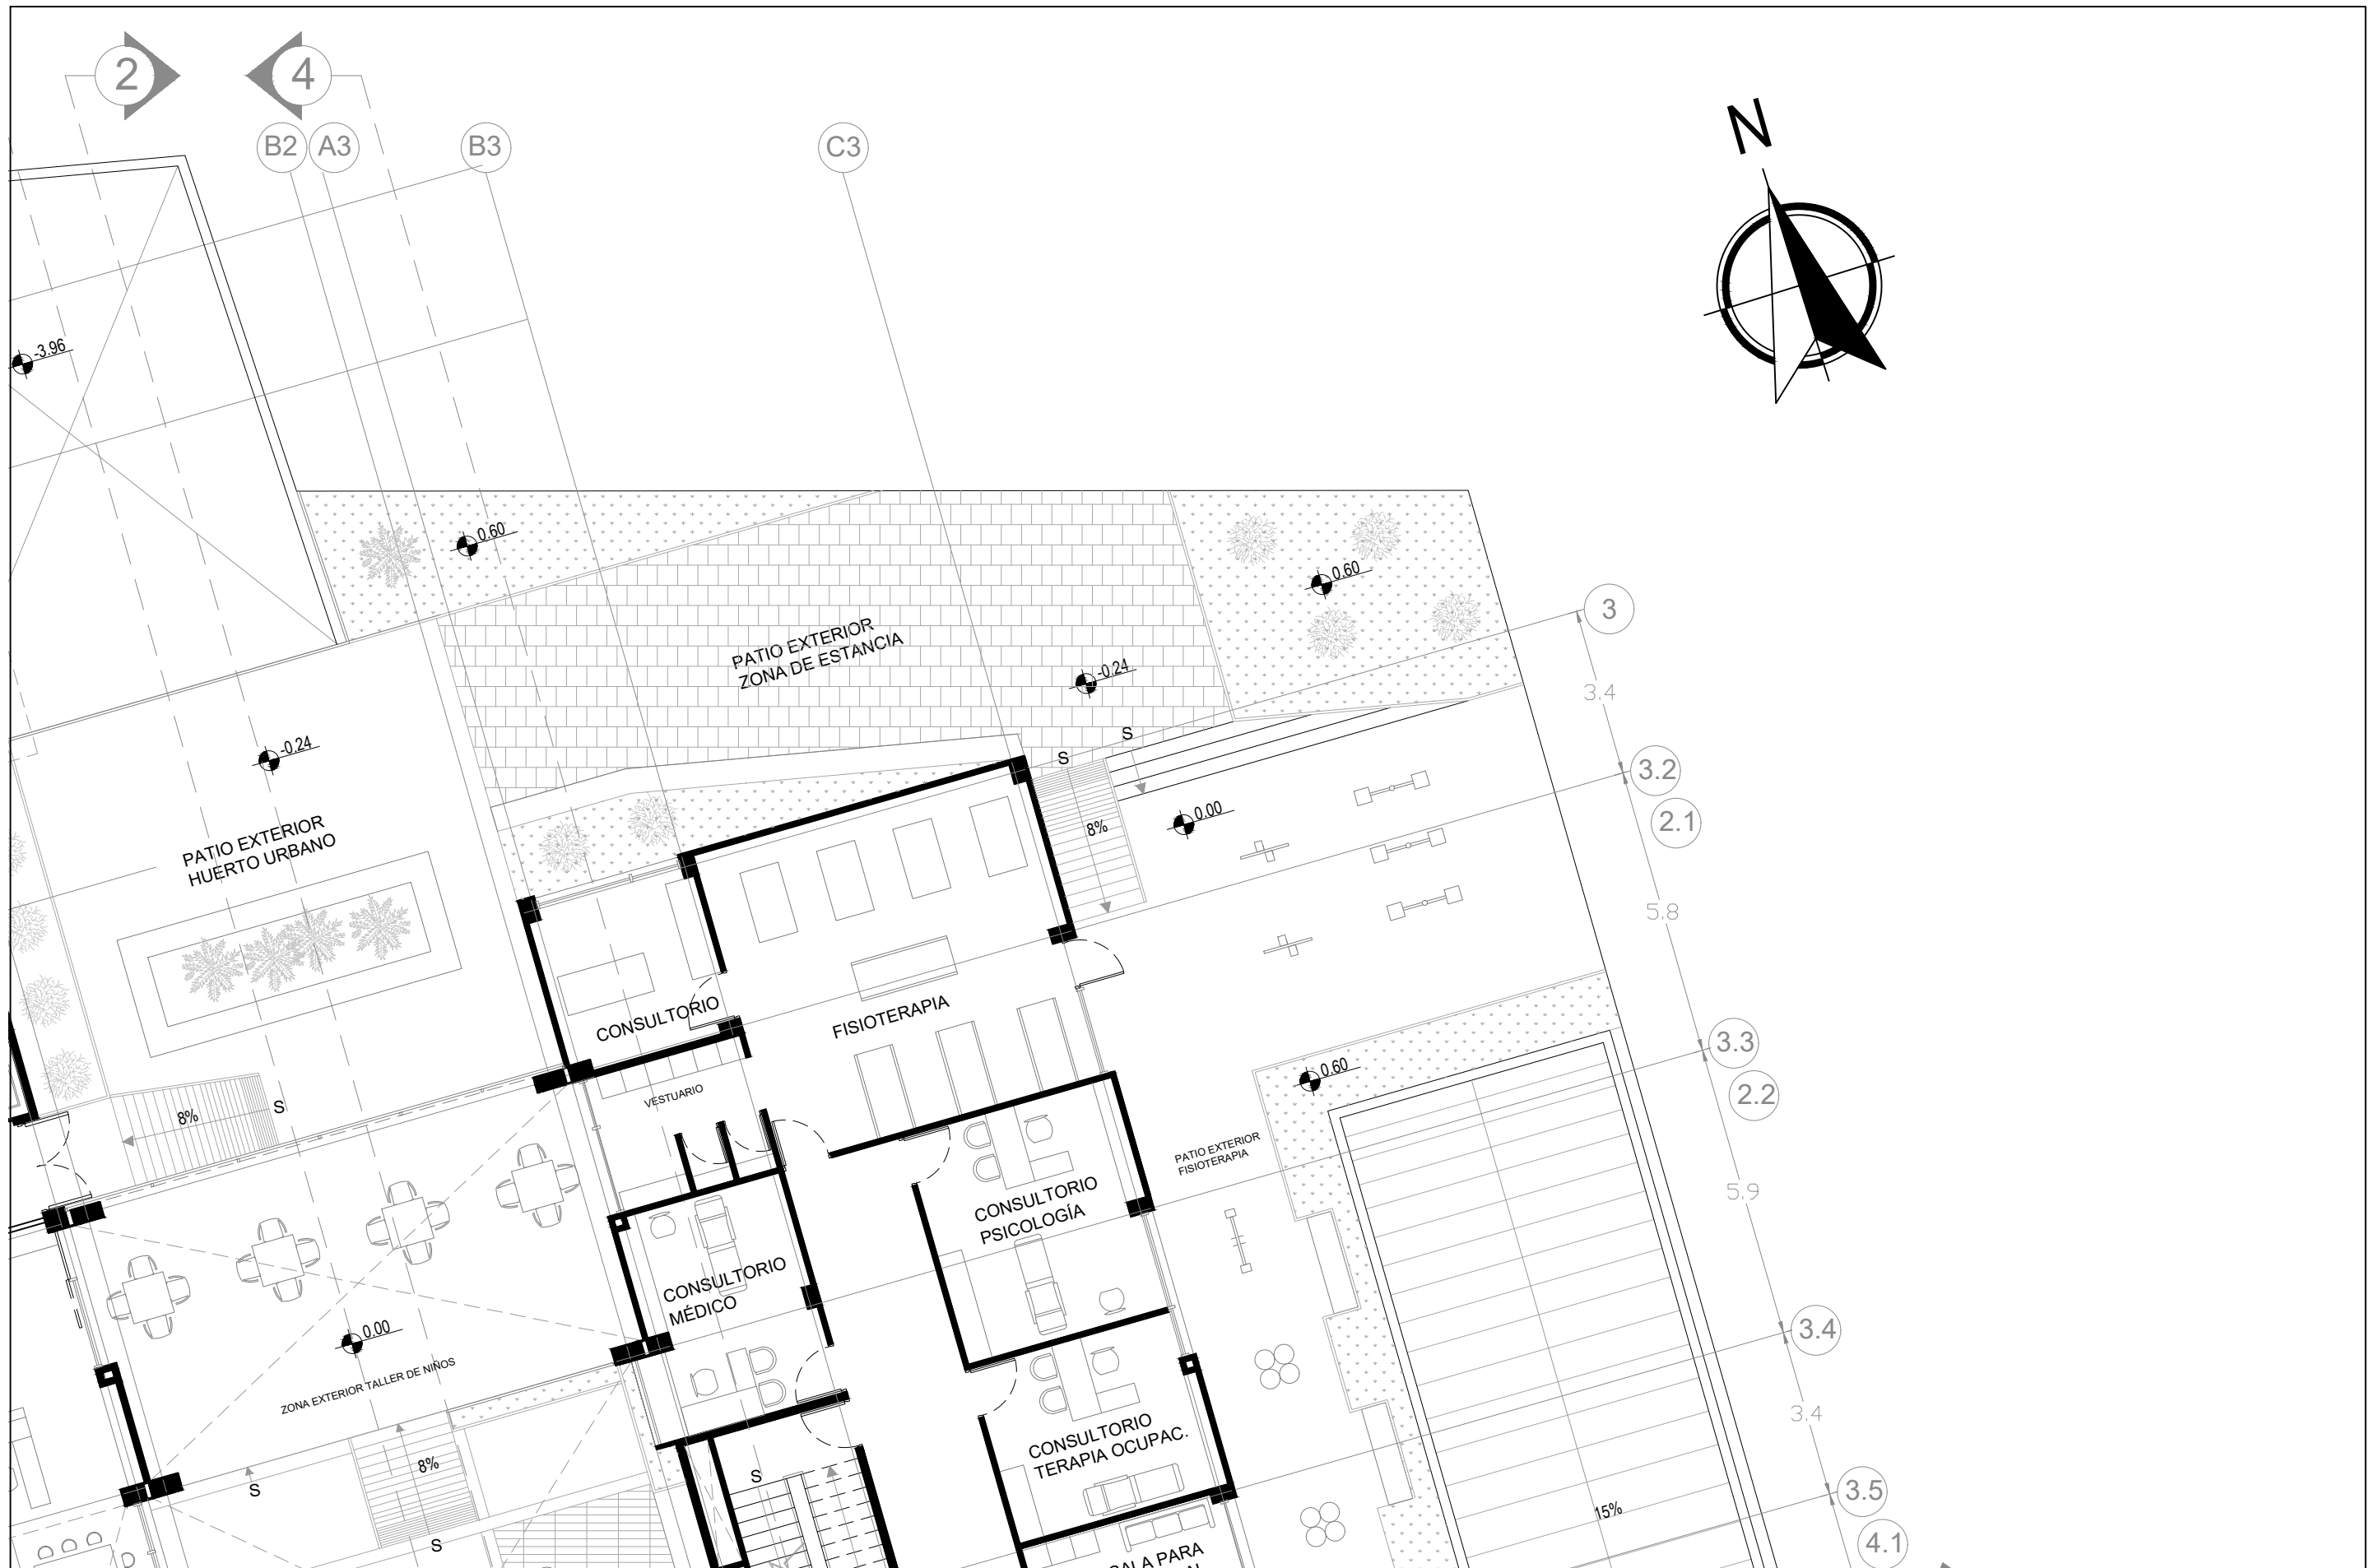 2
4
B2
A3
B3
C3
N
-3.96
0.60
0.60
3
PATIO EXTERIOR
ZONA DE ESTANCIA
-0.24
3.4
-0.24
S
S
3.2
2.1
0.00
8%
PATIO EXTERIOR
HUERTO URBANO
5.8
CONSULTORIO
FISIOTERAPIA
3.3
0.60
2.2
VESTUARIO
S
8%
PATIO EXTERIOR
FISIOTERAPIA
5.9
CONSULTORIO
PSICOLOGÍA
CONSULTORIO
MÉDICO
0.00
3.4
ZONA EXTERIOR TALLER DE NIÑOS
3.4
CONSULTORIO
TERAPIA OCUPAC.
8%
S
S
S
3.5
15%
4.1
SALA PARA